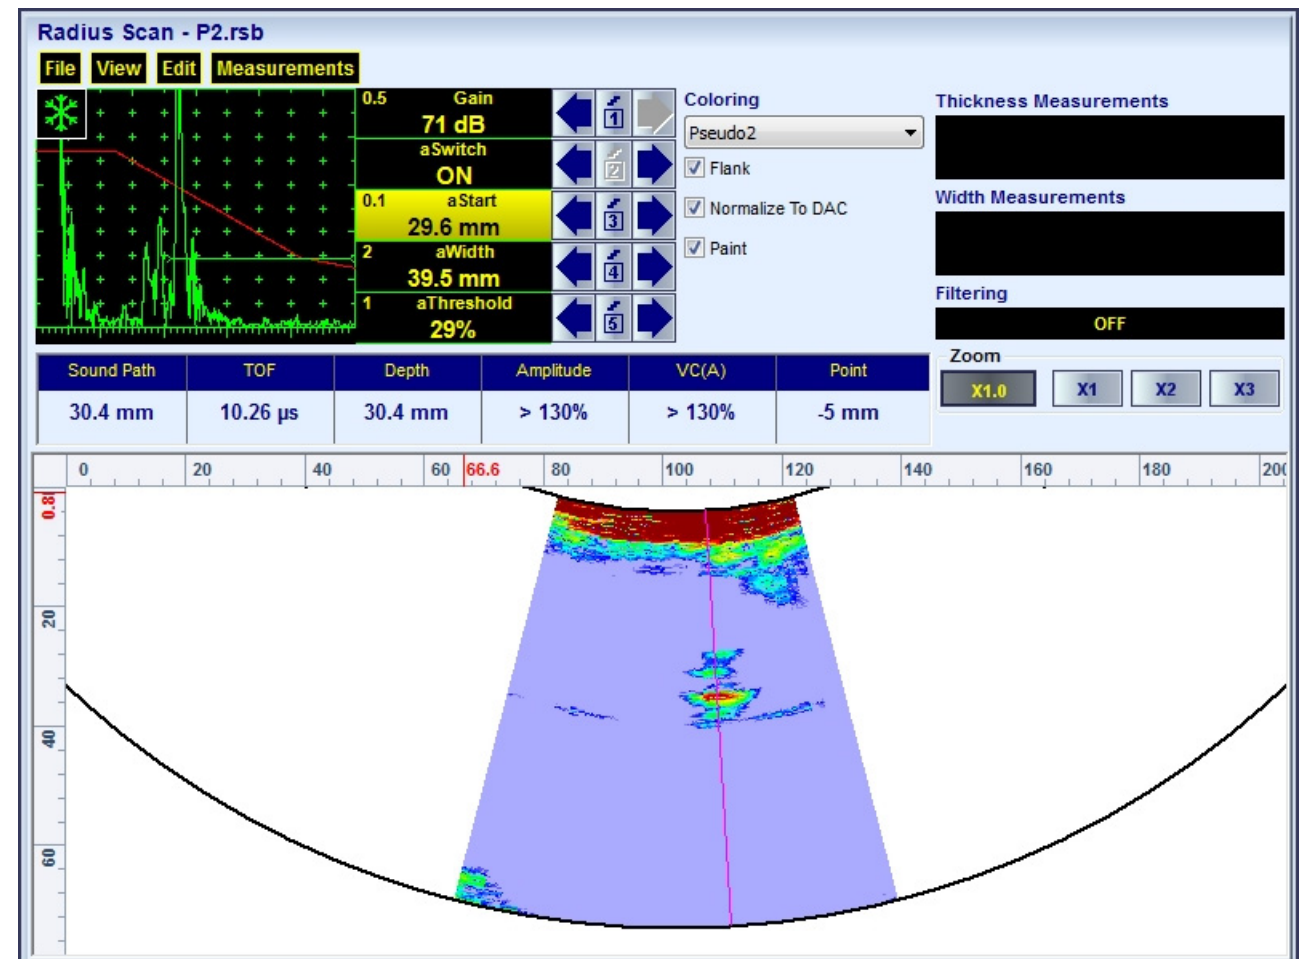 Radius Scan - P2.rsb
File View Edit Measurements
0.5 Gain
71 dB
1
aSwitch
ON
2
0.1 aStart
29.6 mm
3
2 aWidth
39.5 mm
4
1 aThreshold
29%
5
Coloring
Pseudo2
Flank
Normalize To DAC
Paint
Thickness Measurements
Width Measurements
Filtering
OFF
Zoom
X1.0 X1 X2 X3
Sound Path TOF Depth Amplitude VC(A) Point
30.4 mm 10.26 µs 30.4 mm > 130% > 130% -5 mm
0 20 40 60 66.6 80 100 120 140 160 180 200
0.8
20
40
60